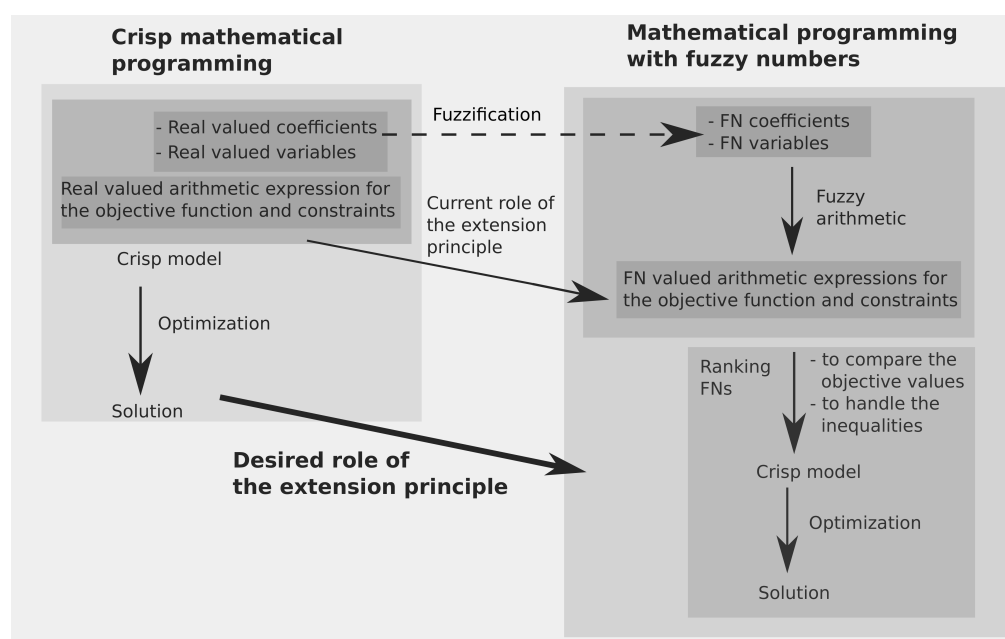 Crisp mathematical
programming
Mathematical programming
with fuzzy numbers
- Real valued coefficients
- Real valued variables
Fuzzification
- FN coefficients
- FN variables
Real valued arithmetic expression for
the objective function and constraints
Current role of
the extension
principle
Fuzzy
arithmetic
Crisp model
FN valued arithmetic expressions for
the objective function and constraints
Optimization
Solution
Ranking
FNs
- to compare the
objective values
- to handle the
inequalities
Desired role of
the extension principle
Crisp model
Optimization
Solution